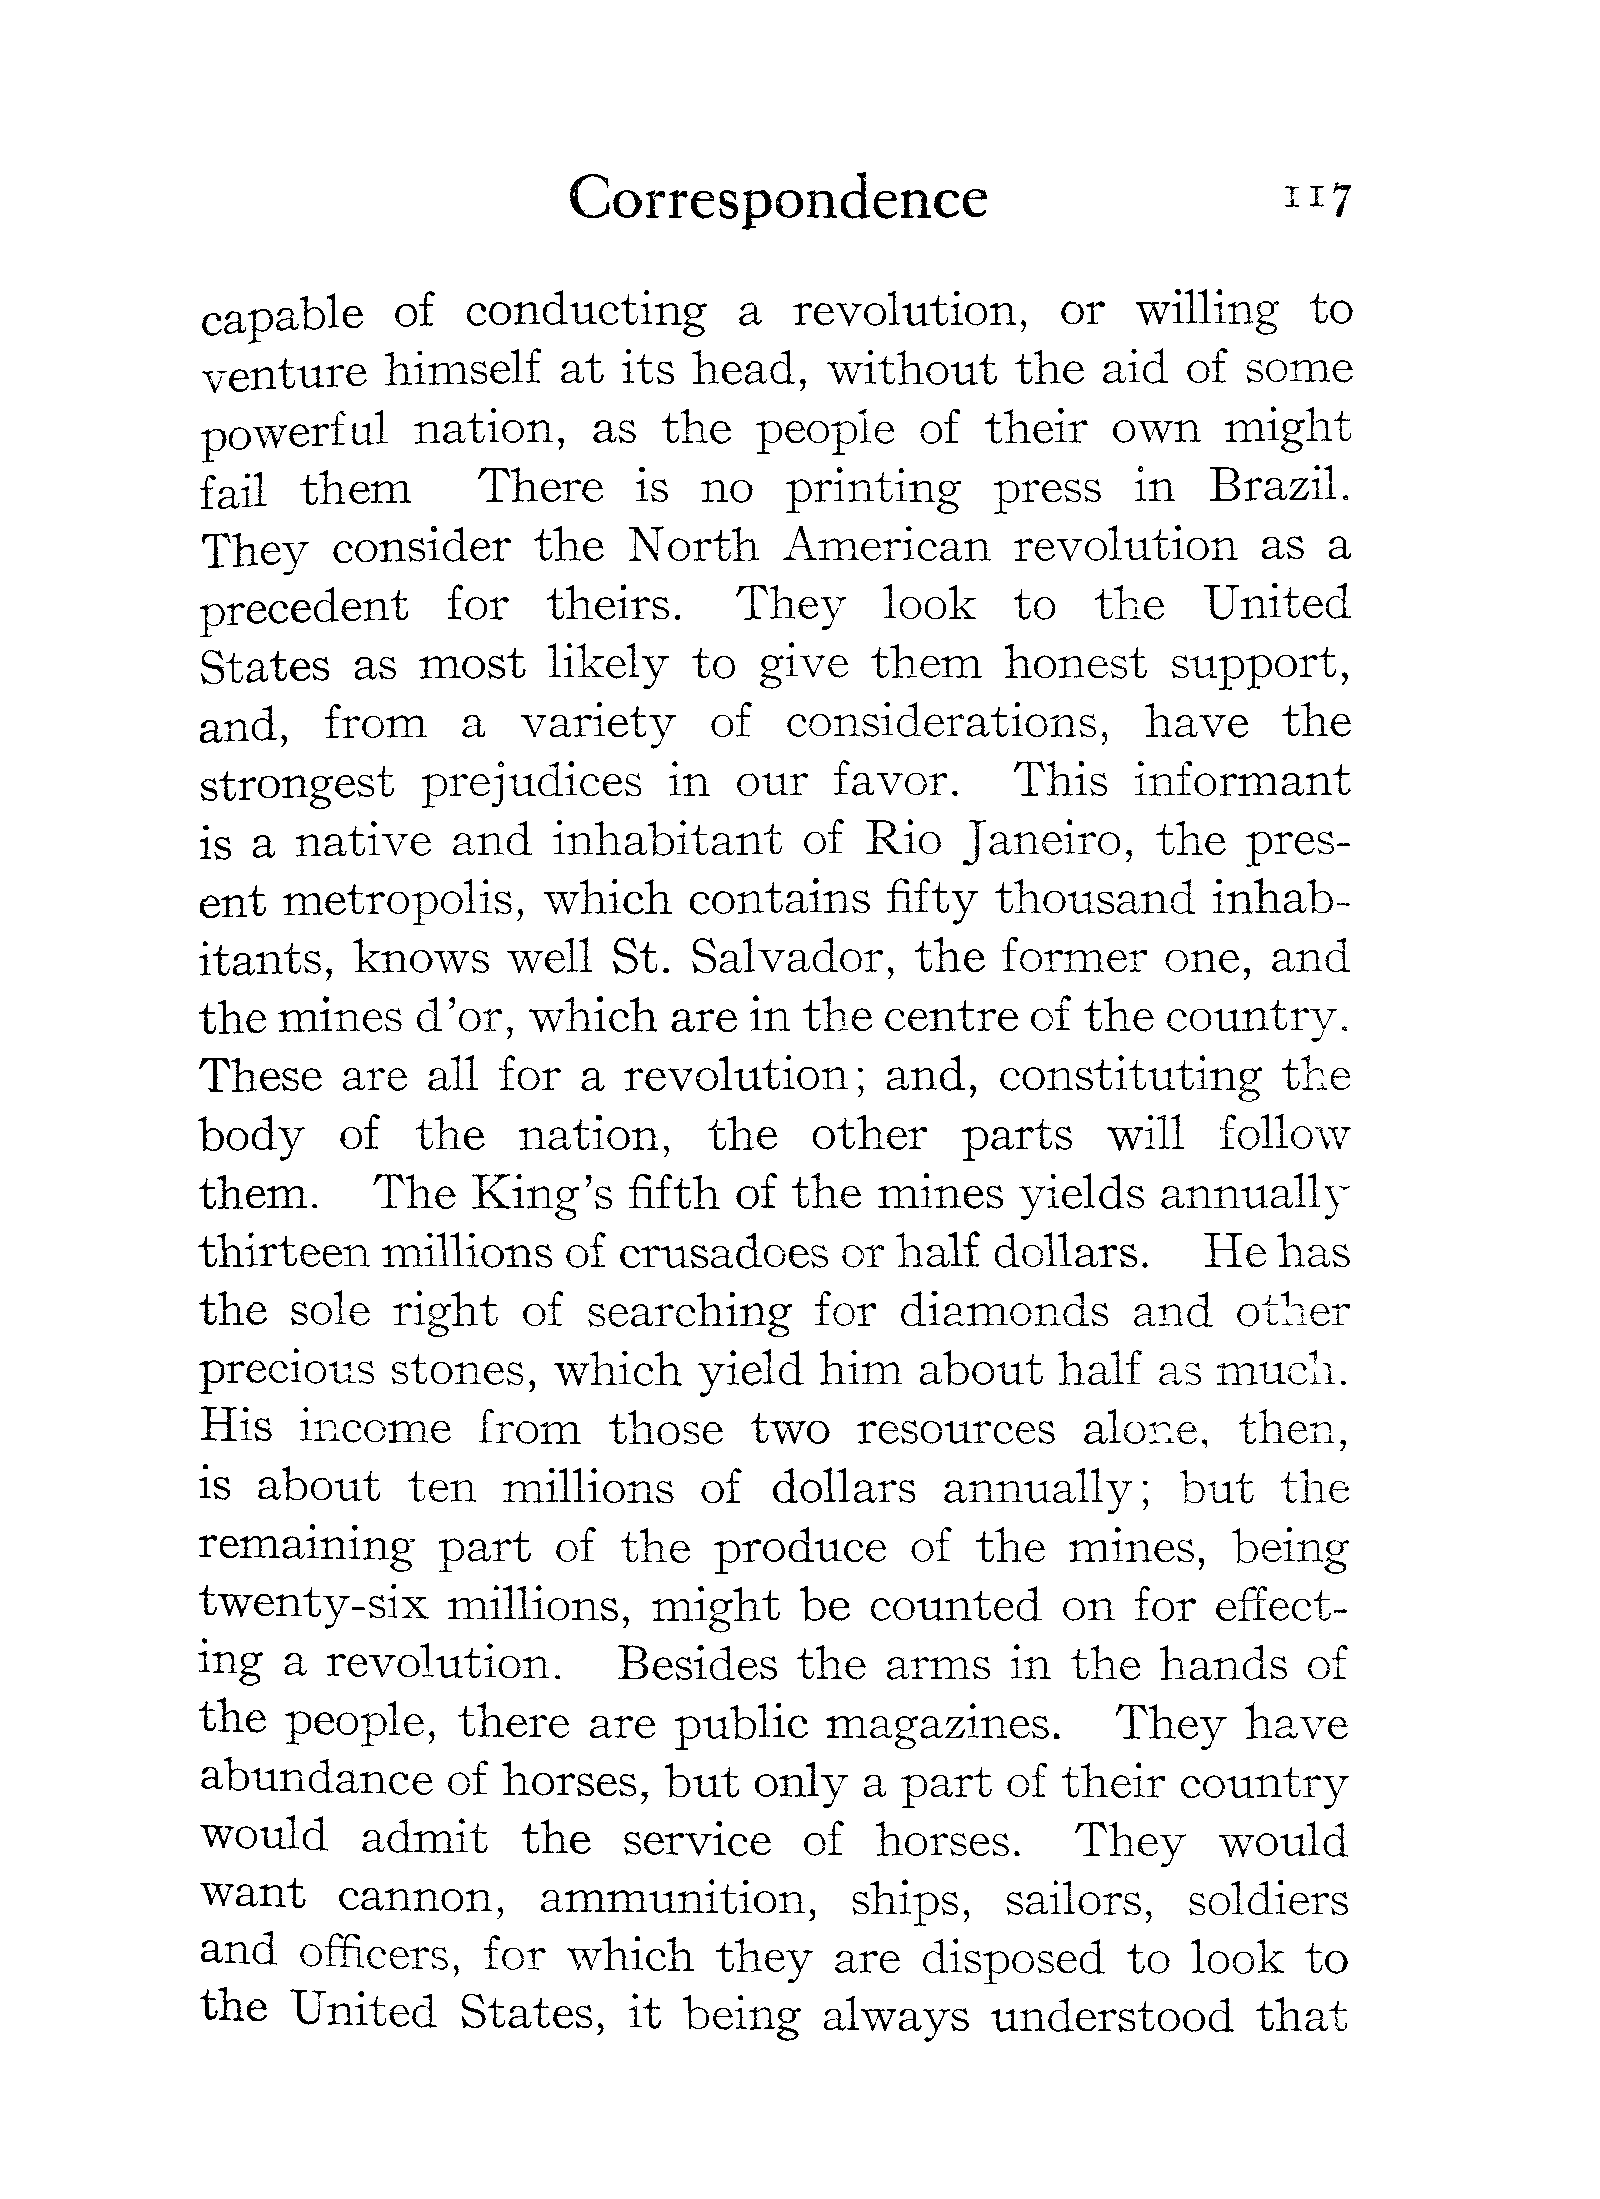 Correspondence 117
capable of conducting a revolution, or willing to
venture himself at its head, without the aid of some
powerful nation, as the people of their own might
fail them There is no printing press in Brazil.
They consider the North American revolution as a
precedent for theirs. They look to the United
States as most likely to give them honest support,
and, from a variety of considerations, have the
strongest prejudices in our favor. This informant
is a native and inhabitant of Rio Janeiro, the pres-
ent metropolis, which contains fifty thousand inhab-
itants, knows well St. Salvador, the former one, and
the mines d'or, which are in the centre of the country.
These are all for a revolution; and, constituting the
body of the nation, the other parts will follow
them. The King's fifth of the mines yields annually
thirteen millions of crusadoes or half dollars. He has
the sole right of searching for diamonds and other
precious stones, which yield him about half as much.
His income from those two resources alone, then,
is about ten millions of dollars annually; but the
remaining part of the produce of the mines, being
twenty-six millions, might be counted on for effect-
ing a revolution. Besides the arms in the hands of
the people, there are public magazines. They have
abundance of horses, but only a part of their country
would admit the service of horses. They would
want cannon, ammunition, ships, sailors, soldiers
and officers, for which they are disposed to look to
the United States, it being always understood that